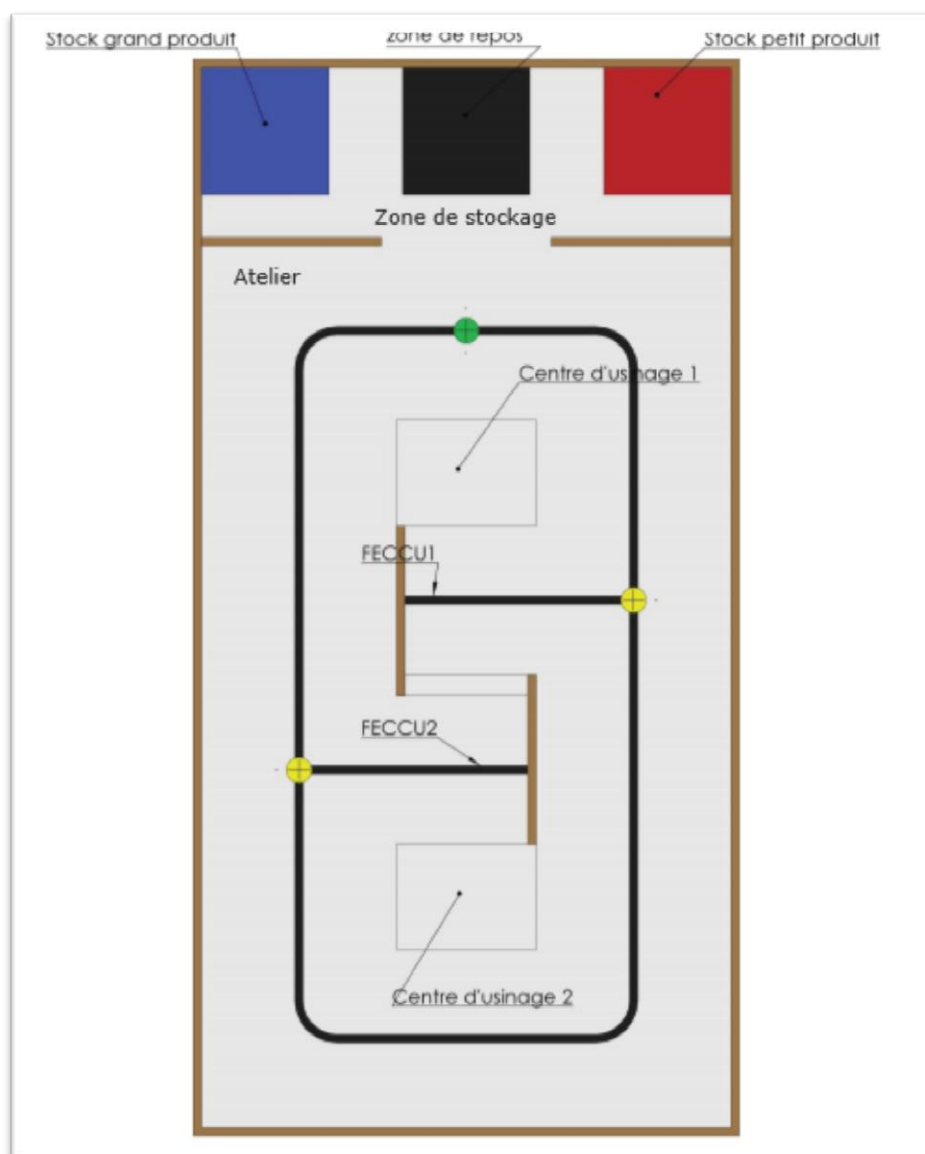 Stock grand produit
Zone de repos
Stock petit produit
Zone de stockage
Atelier
Centre d'usinage 1
FECCU1
FECCU2
Centre d'usinage 2